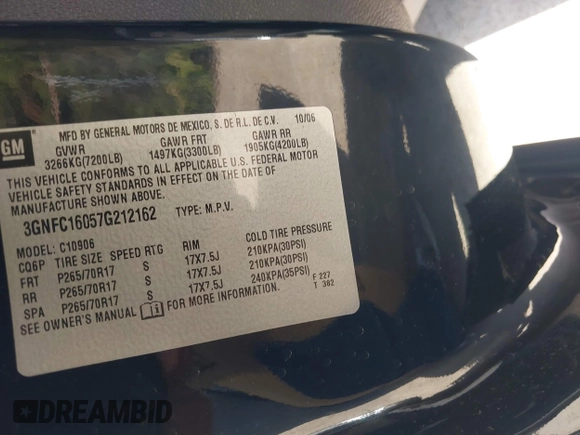 GM
MFD BY GENERAL MOTORS DE MEXICO, S. DE R.L. DE C.V. 10/06
GVWR GAWR FRT GAWR RR
3266KG(7200LB) 1497KG(3300LB) 1905KG(4200LB)
THIS VEHICLE CONFORMS TO ALL APPLICABLE U.S. FEDERAL MOTOR
VEHICLE SAFETY STANDARDS IN EFFECT ON THE DATE OF
MANUFACTURE SHOWN ABOVE.
3GNFC16057G212162 TYPE: M.P.V.
MODEL: C10906
CQ6P TIRE SIZE SPEED RTG RIM COLD TIRE PRESSURE
FRT P265/70R17 S 17X7.5J 210KPA(30PSI)
RR P265/70R17 S 17X7.5J 210KPA(30PSI)
SPA P265/70R17 S 17X7.5J 240KPA(35PSI)
SEE OWNER'S MANUAL FOR MORE INFORMATION. F 227
T 382
DREAMBID